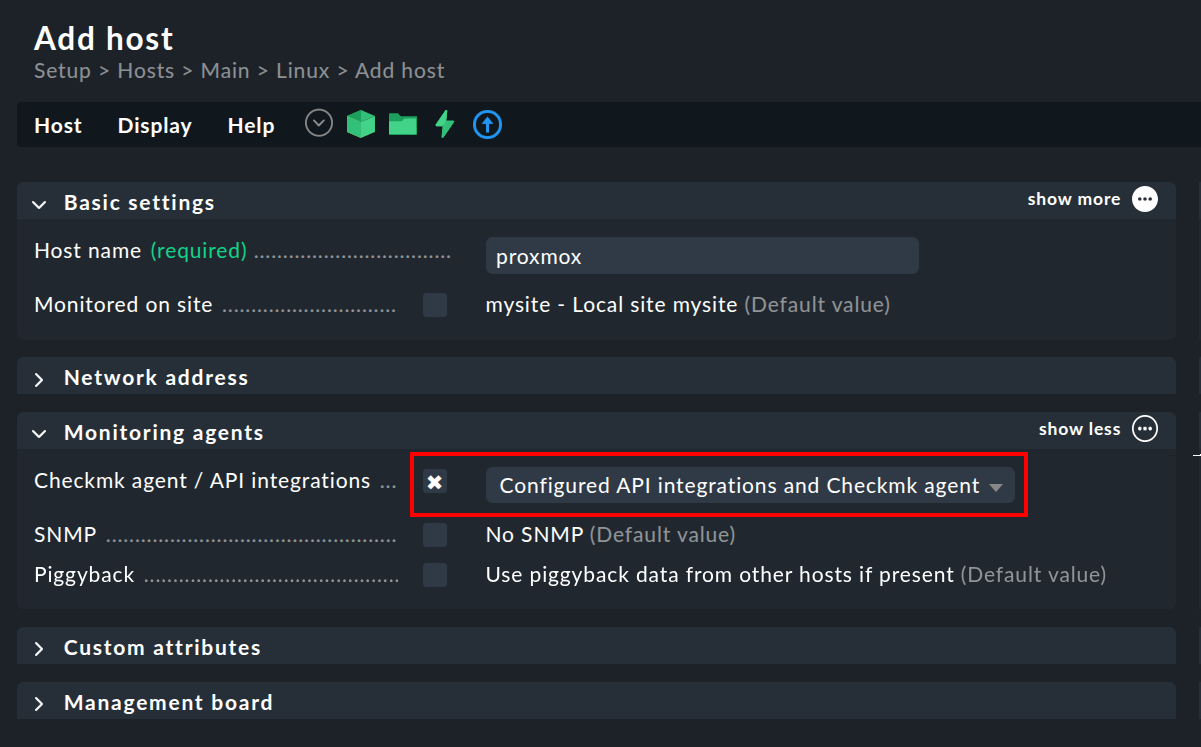 Add host
Setup > Hosts > Main > Linux > Add host
Host Display Help
Basic settings show more
Host name (required) proxmox
Monitored on site mysite - Local site mysite (Default value)
Network address
Monitoring agents show less
Checkmk agent / API integrations ... Configured API integrations and Checkmk agent
SNMP No SNMP (Default value)
Piggyback Use piggyback data from other hosts if present (Default value)
Custom attributes
Management board